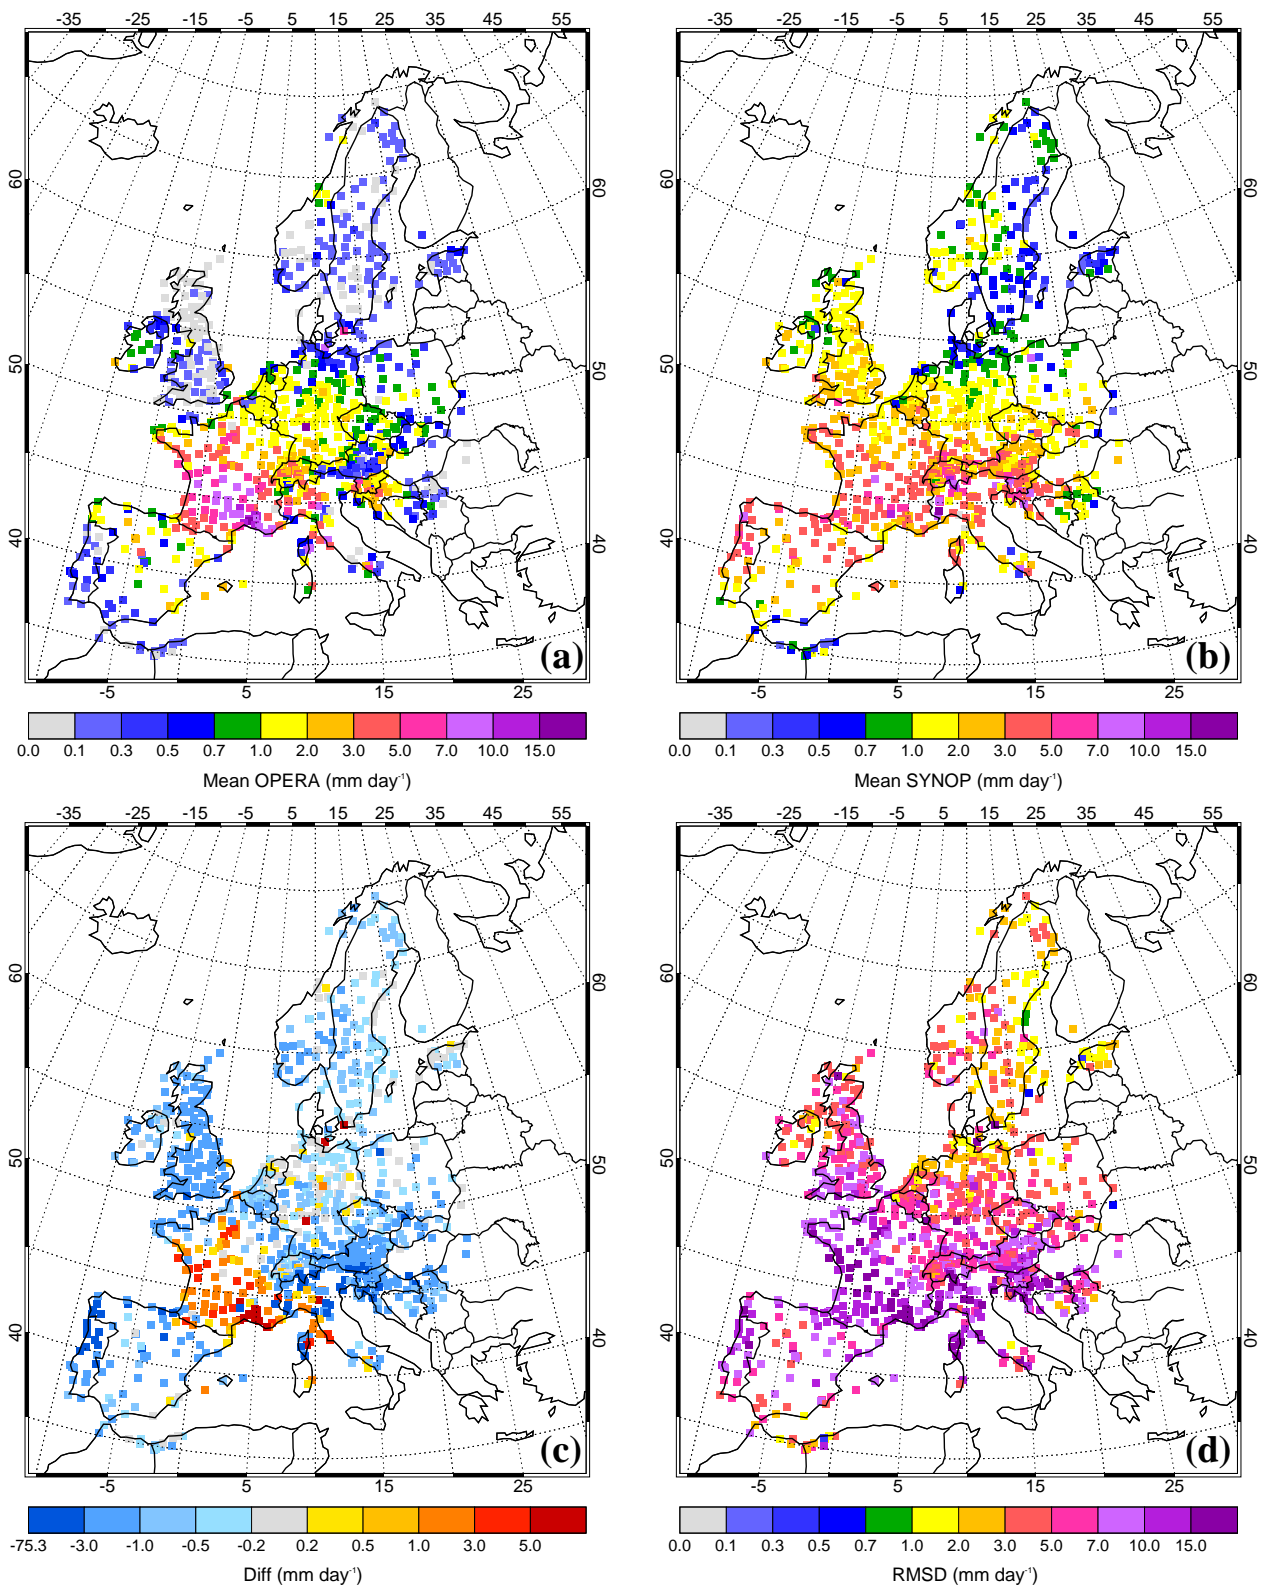 -35 -15 -5 5 15 25 35 45 55 -35 -15 -5 5 15 25 35 45 55
60 60 60 60
50 50 50 50
40 40 40 40
(a) (b)
-5 5 15 25 -5 5 15 25
0.0 0.1 0.3 0.5 0.7 1.0 2.0 3.0 5.0 7.0 10.0 15.0 0.0 0.1 0.3 0.5 0.7 1.0 2.0 3.0 5.0 7.0 10.0 15.0
Mean OPERA (mm day⁻¹) Mean SYNOP (mm day⁻¹)
-35 -15 -5 5 15 25 35 45 55 -35 -15 -5 5 15 25 35 45 55
60 60 60 60
50 50 50 50
40 40 40 40
(c) (d)
-5 5 15 25 -5 5 15 25
-75.3 -3.0 -1.0 -0.5 -0.2 0.2 0.5 1.0 3.0 5.0 0.0 0.1 0.3 0.5 0.7 1.0 2.0 3.0 5.0 7.0 10.0 15.0
Diff (mm day⁻¹) RMSD (mm day⁻¹)